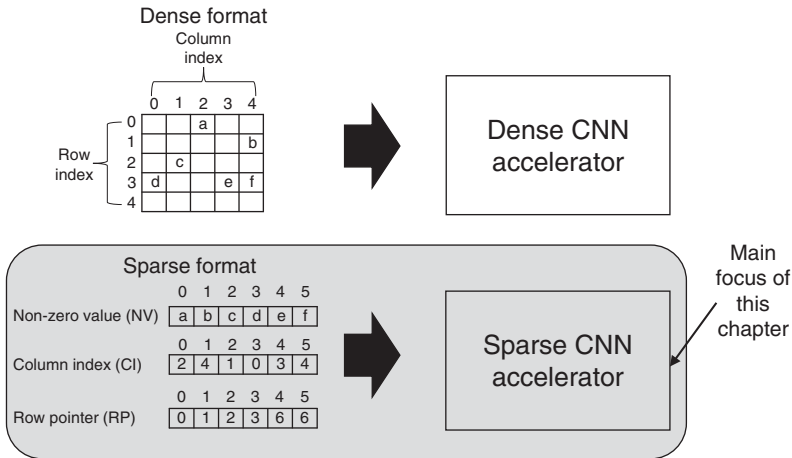 Dense format
Column
index
0 1 2 3 4
0 a
1 b
Row
index
2 c
3 d e f
4
Dense CNN
accelerator
Sparse format
0 1 2 3 4 5
Non-zero value (NV) a b c d e f
0 1 2 3 4 5
Column index (CI) 2 4 1 0 3 4
0 1 2 3 4 5
Row pointer (RP) 0 1 2 3 6 6
Sparse CNN
accelerator
Main
focus of
this
chapter